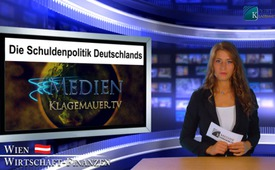 Die Schuldenpolitik Deutschlands
MEDIEN
KLAGEMAUER.TV
WIEN
WIRTSCHAFT/FINANZEN